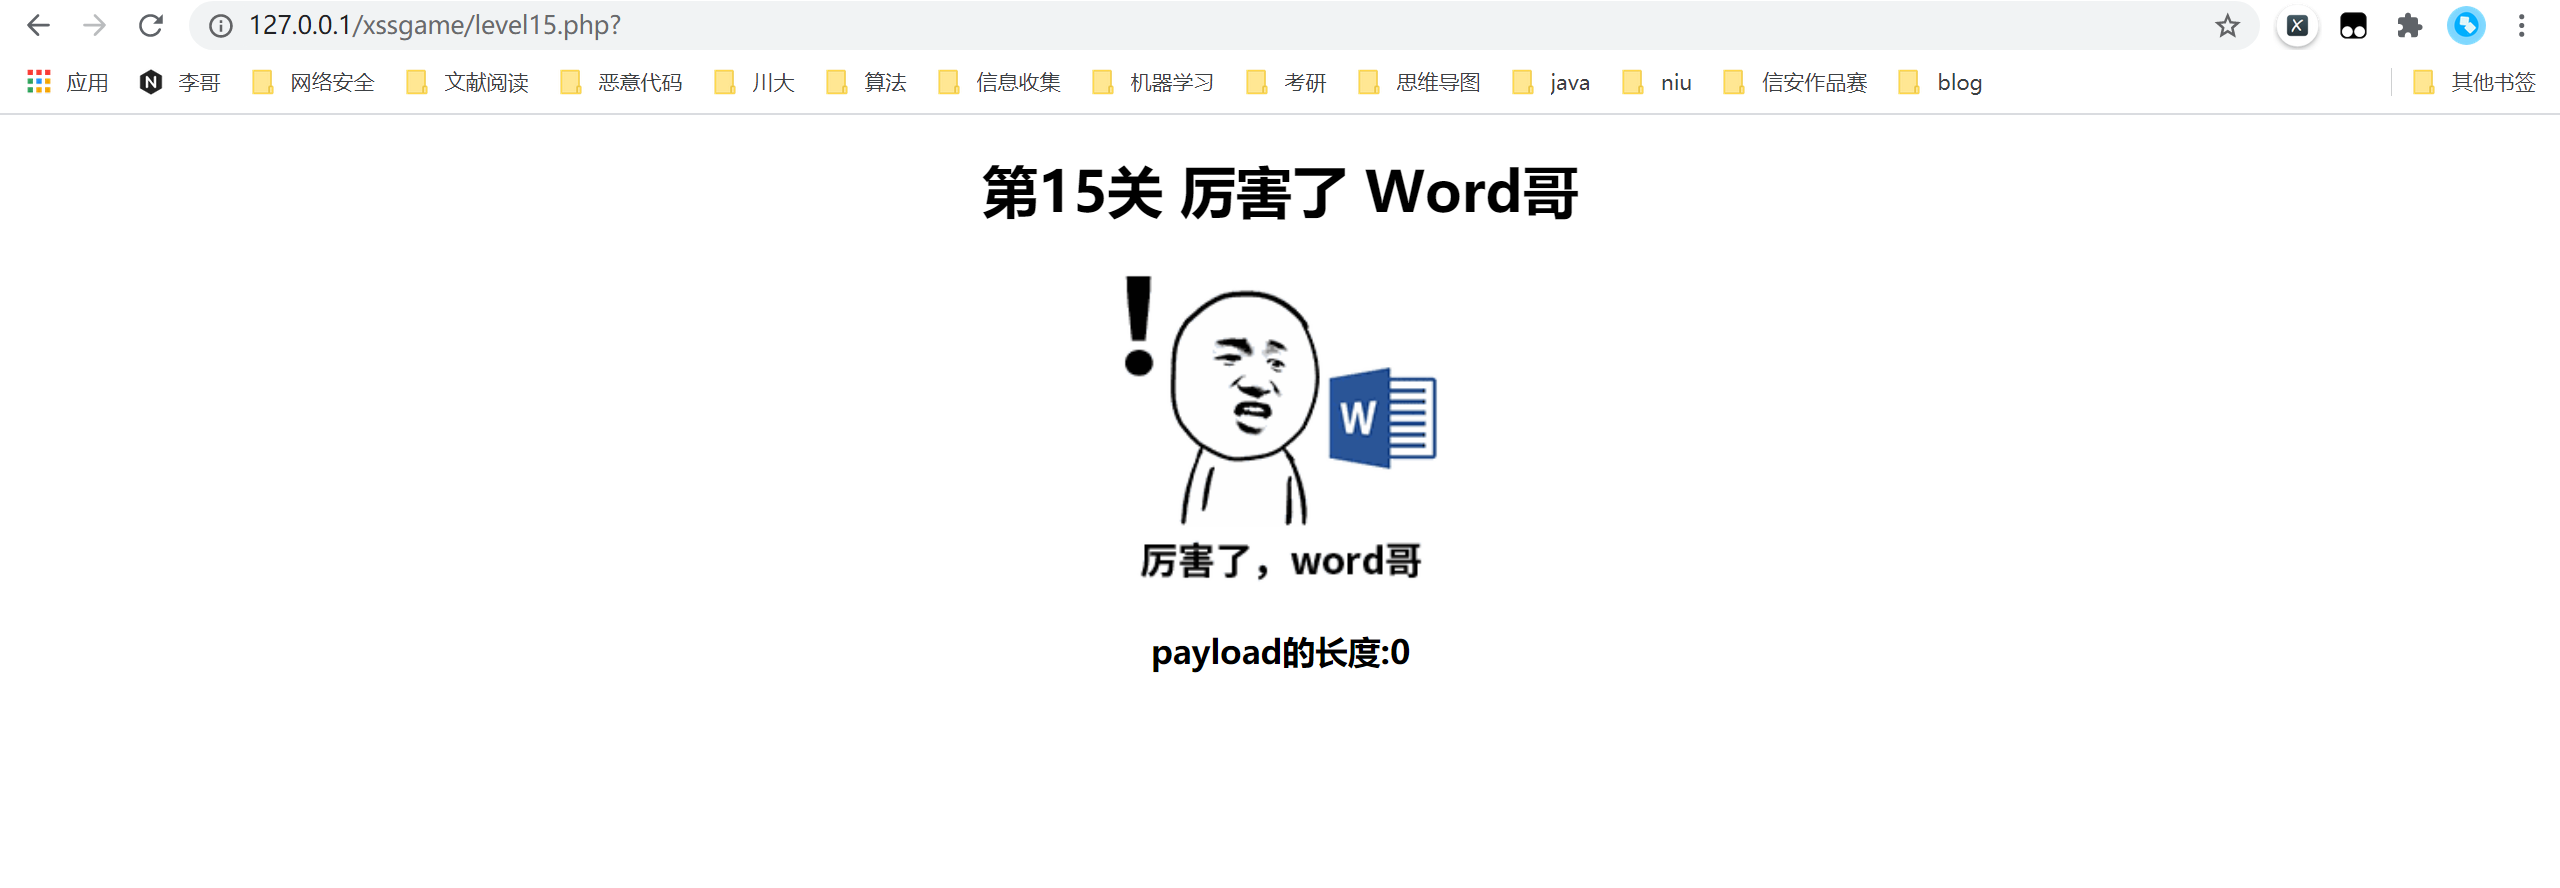 127.0.0.1/xssgame/level15.php?
应用 李哥 网络安全 文献阅读 恶意代码 川大 算法 信息收集 机器学习 考研 思维导图 java niu 信安作品赛 blog 其他书签
第15关 厉害了 Word哥
!
W
厉害了，word哥
payload的长度:0